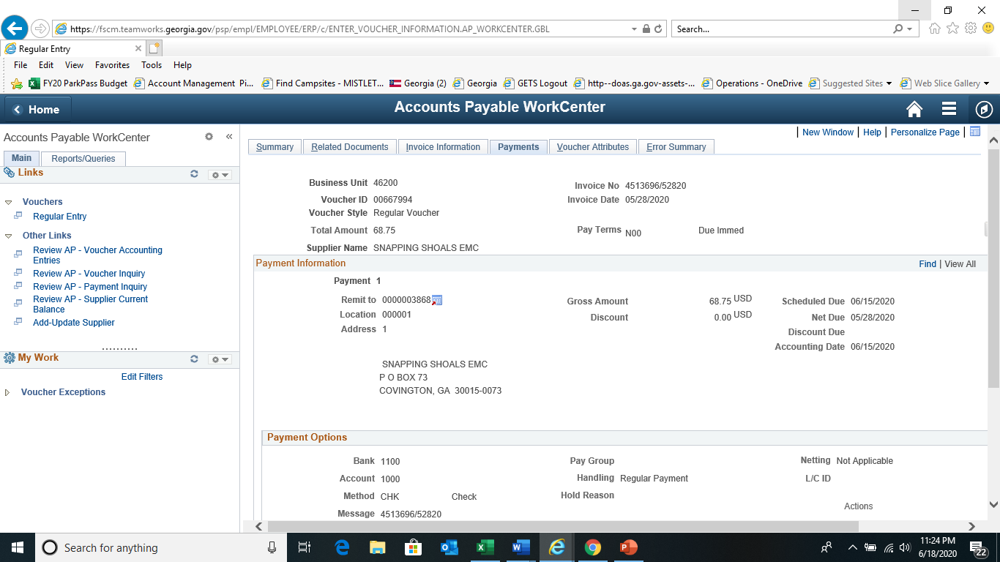 https://fscm.teamworks.georgia.gov/psp/empl/EMPLOYEE/ERP/c/ENTER_VOUCHER_INFORMATION.AP_WORKCENTER.GBL
Search...
Regular Entry
File Edit View Favorites Tools Help
FY20 ParkPass Budget Account Management Pi... Find Campsites - MISTLET... Georgia (2) Georgia GETS Logout http--doas.ga.gov-assets-... Operations - OneDrive Suggested Sites Web Slice Gallery
Home
Accounts Payable WorkCenter
Accounts Payable WorkCenter
Main Reports/Queries
Links
Vouchers
Regular Entry
Other Links
Review AP - Voucher Accounting
Entries
Review AP - Voucher Inquiry
Review AP - Payment Inquiry
Review AP - Supplier Current
Balance
Add-Update Supplier
My Work
Edit Filters
Voucher Exceptions
New Window | Help | Personalize Page
Summary Related Documents Invoice Information Payments Voucher Attributes Error Summary
Business Unit 46200
Invoice No 4513696/52820
Voucher ID 00667994
Invoice Date 05/28/2020
Voucher Style Regular Voucher
Total Amount 68.75
Pay Terms N00 Due Immed
Supplier Name SNAPPING SHOALS EMC
Payment Information
Find | View All
Payment 1
Remit to 0000003868
Gross Amount 68.75 USD
Scheduled Due 06/15/2020
Location 000001
Discount 0.00 USD
Net Due 05/28/2020
Address 1
Discount Due
Accounting Date 06/15/2020
SNAPPING SHOALS EMC
P O BOX 73
COVINGTON, GA 30015-0073
Payment Options
Bank 1100
Pay Group
Netting Not Applicable
Account 1000
Handling Regular Payment
L/C ID
Method CHK Check
Hold Reason
Actions
Message 4513696/52820
Search for anything
11:24 PM
6/18/2020
22